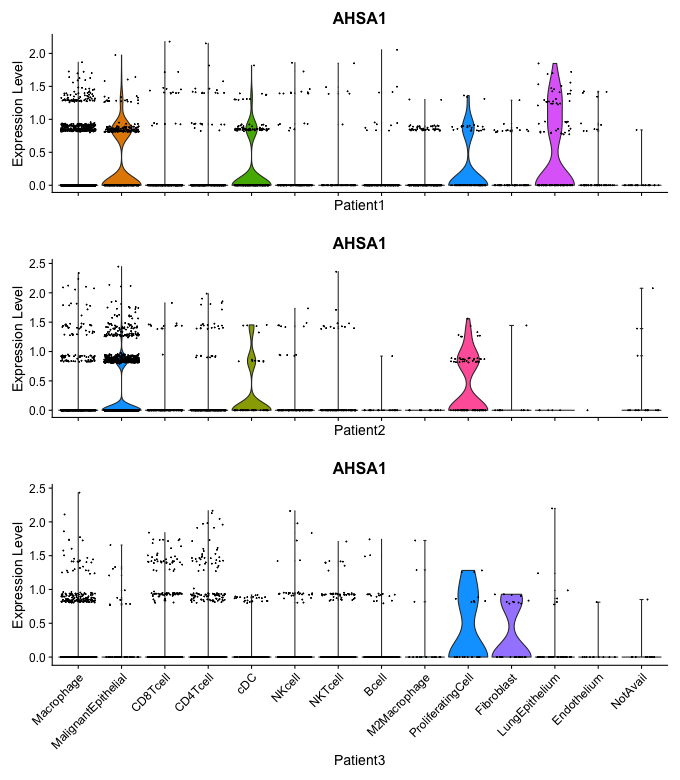 AHSA1
Expression Level
2.0
1.5
1.0
0.5
0.0
Patient1
AHSA1
Expression Level
2.5
2.0
1.5
1.0
0.5
0.0
Patient2
AHSA1
Expression Level
2.5
2.0
1.5
1.0
0.5
0.0
Macrophage
MalignantEpithelial
CD8Tcell
CD4Tcell
cDC
NKcell
NKTcell
Bcell
M2Macrophage
ProliferatingCell
Fibroblast
LungEpithelium
Endothelium
NotAvail
Patient3